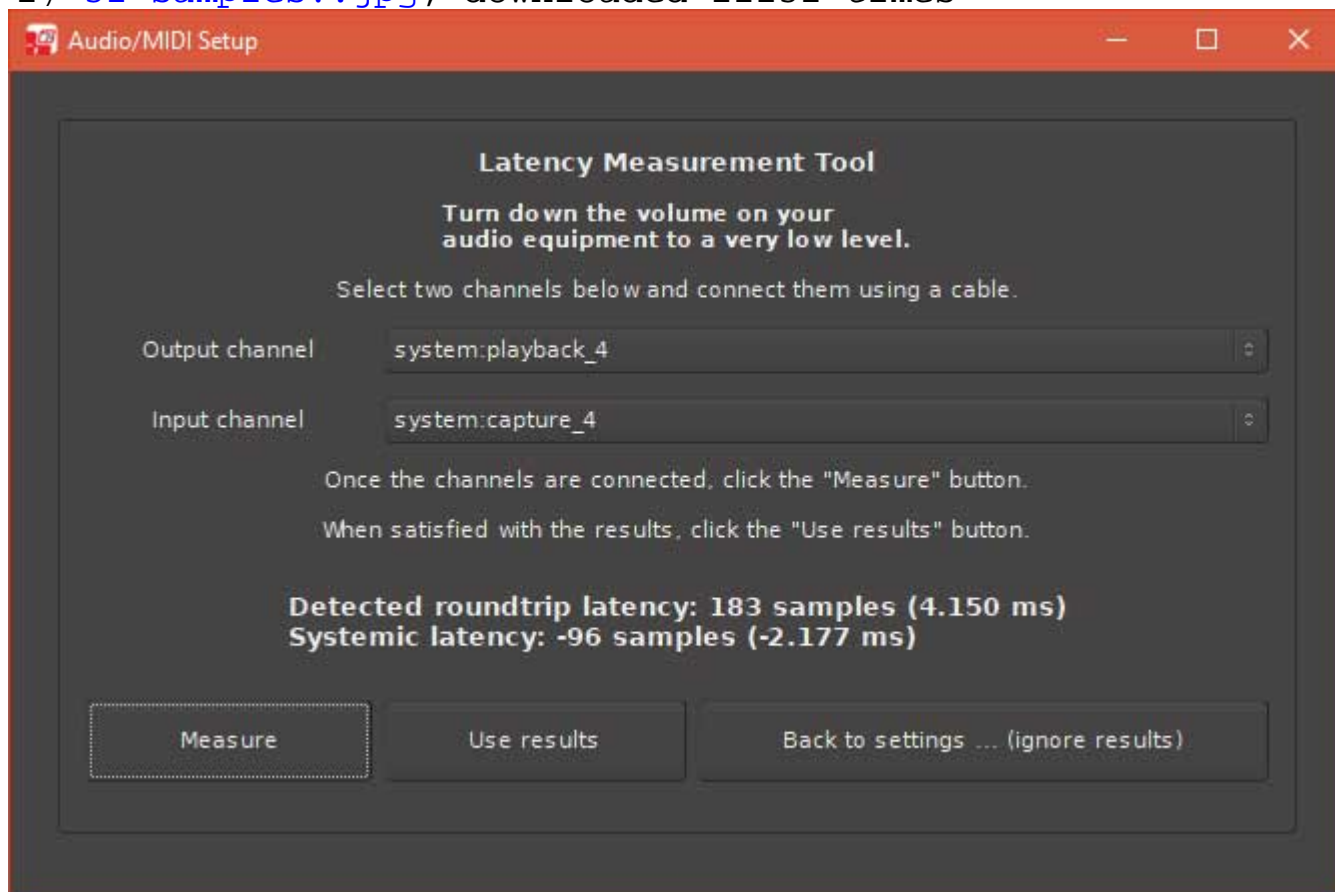 Audio/MIDI Setup
Latency Measurement Tool
Turn down the volume on your
audio equipment to a very low level.
Select two channels below and connect them using a cable.
Output channel system:playback_4
Input channel system:capture_4
Once the channels are connected, click the "Measure" button.
When satisfied with the results, click the "Use results" button.
Detected roundtrip latency: 183 samples (4.150 ms)
Systemic latency: -96 samples (-2.177 ms)
Measure Use results Back to settings ... (ignore results)